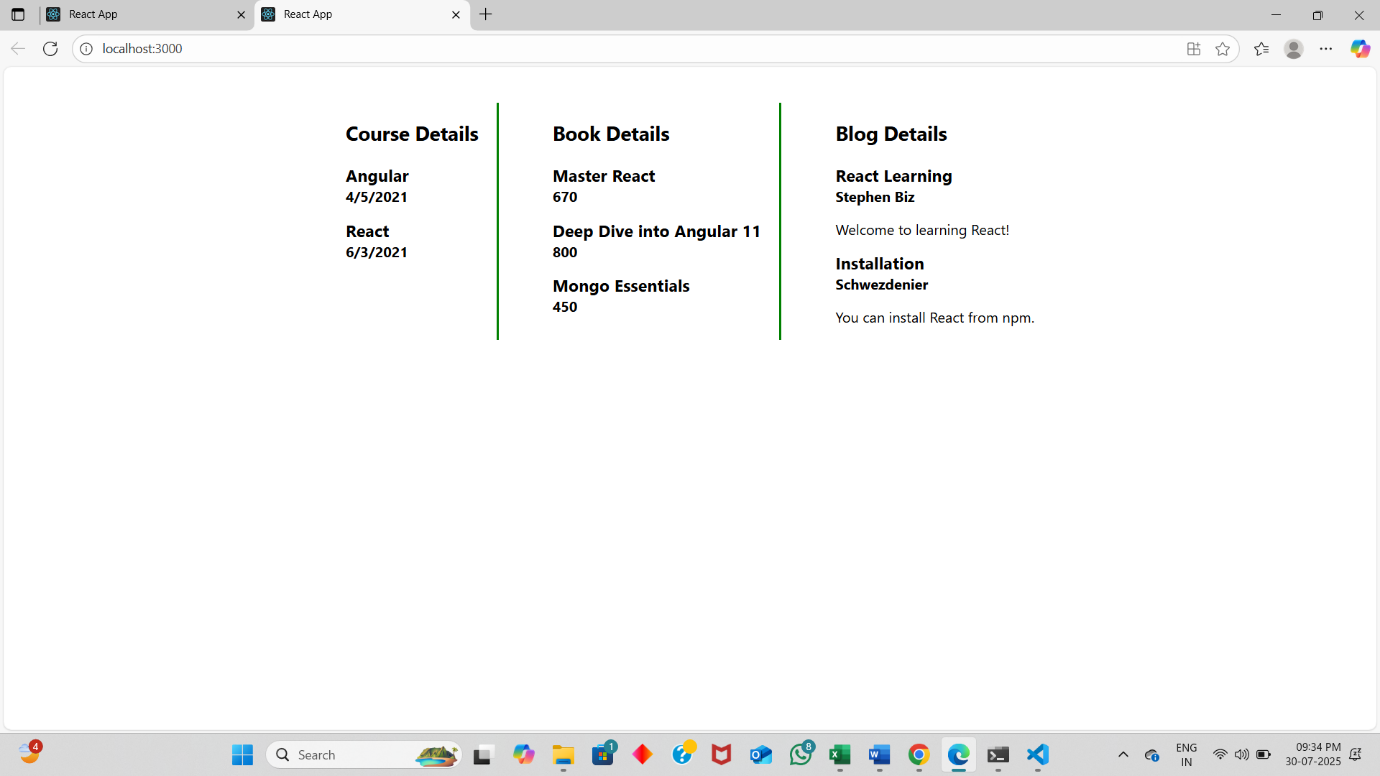 React App
React App
localhost:3000
Course Details
Angular
4/5/2021
React
6/3/2021
Book Details
Master React
670
Deep Dive into Angular 11
800
Mongo Essentials
450
Blog Details
React Learning
Stephen Biz
Welcome to learning React!
Installation
Schwezdenier
You can install React from npm.
4
Search
1
8
ENG
IN
09:34 PM
30-07-2025